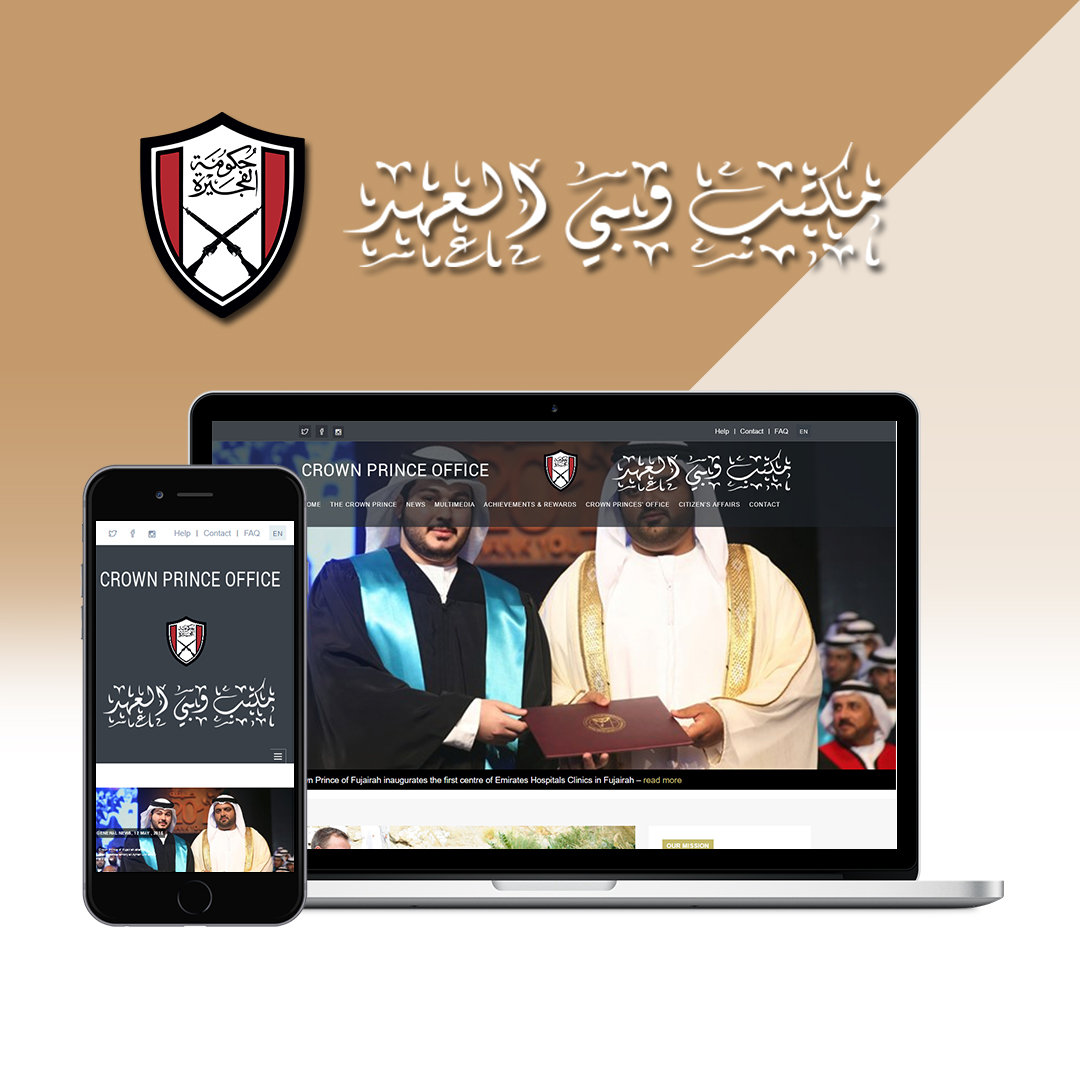 حكومة
الفجيرة
مكتب ولي العهد
Help | Contact | FAQ EN
CROWN PRINCE OFFICE
مكتب ولي العهد
OME THE CROWN PRINCE NEWS MULTIMEDIA ACHIEVEMENTS & REWARDS CROWN PRINCES' OFFICE CITIZEN'S AFFAIRS CONTACT
n Prince of Fujairah inaugurates the first centre of Emirates Hospitals Clinics in Fujairah – read more
OUR MISSION
Help | Contact | FAQ EN
CROWN PRINCE OFFICE
مكتب ولي العهد
GENERAL NEWS, 13 MAY, 2016